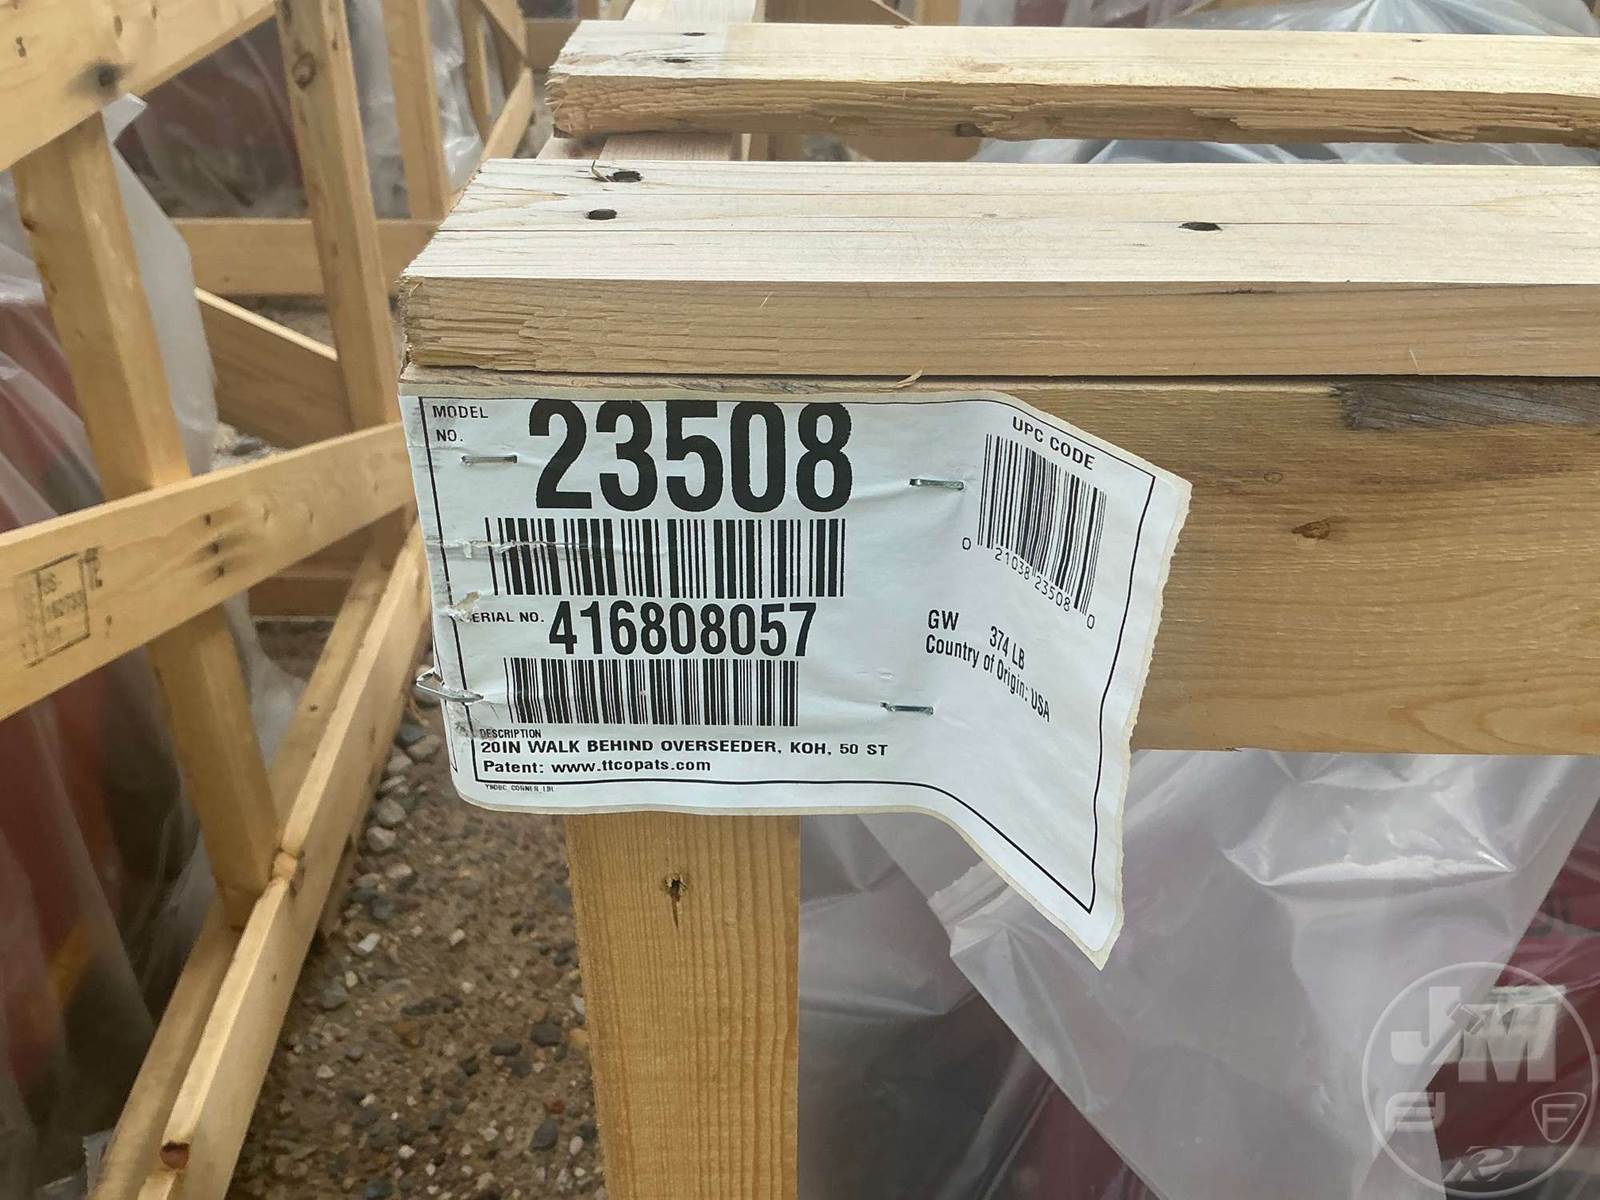 MODEL
NO.
23508
ERIAL NO. 416808057
DESCRIPTION
20IN WALK BEHIND OVERSEEDER, KOH, 50 ST
Patent: www.ttcopats.com
UPC CODE
0 21038 23508 0
GW 374 LB
Country of Origin: USA
JM